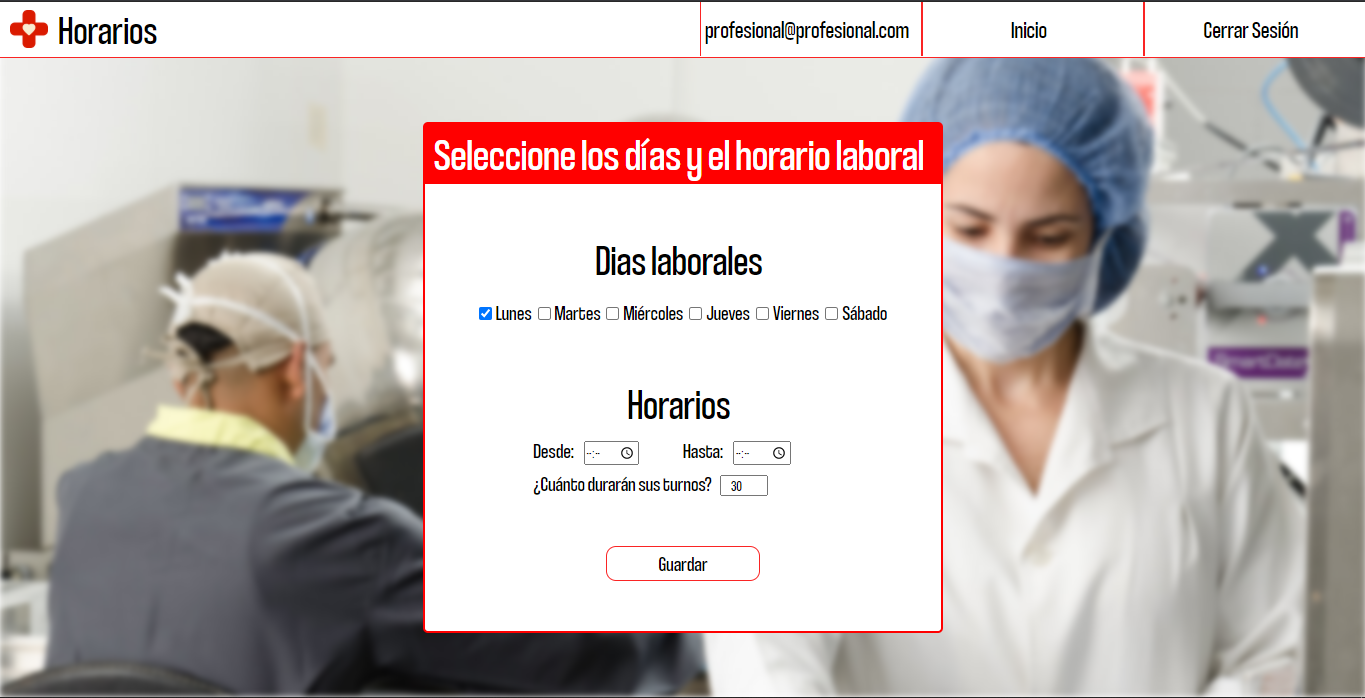 Horarios
profesional@profesional.com
Inicio
Cerrar Sesión
Seleccione los días y el horario laboral
Dias laborales
Lunes Martes Miércoles Jueves Viernes Sábado
Horarios
Desde: --:-- Hasta: --:--
¿Cuánto durarán sus turnos? 30
Guardar